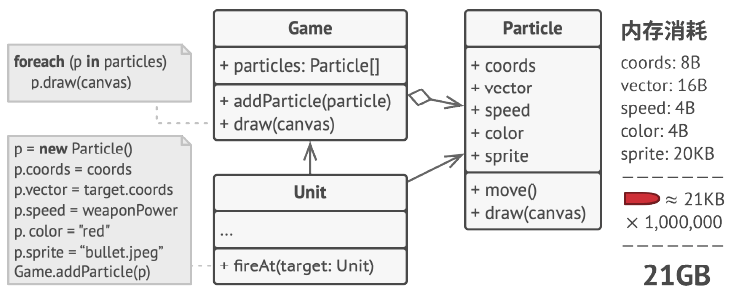 foreach (p in particles)
p.draw(canvas)
p = new Particle()
p.coords = coords
p.vector = target.coords
p.speed = weaponPower
p. color = "red"
p.sprite = “bullet.jpeg”
Game.addParticle(p)
Game
+ particles: Particle[]
+ addParticle(particle)
+ draw(canvas)
Unit
...
+ fireAt(target: Unit)
Particle
+ coords
+ vector
+ speed
+ color
+ sprite
+ move()
+ draw(canvas)
内存消耗
coords: 8B
vector: 16B
speed: 4B
color: 4B
sprite: 20KB
≈ 21KB
× 1,000,000
21GB